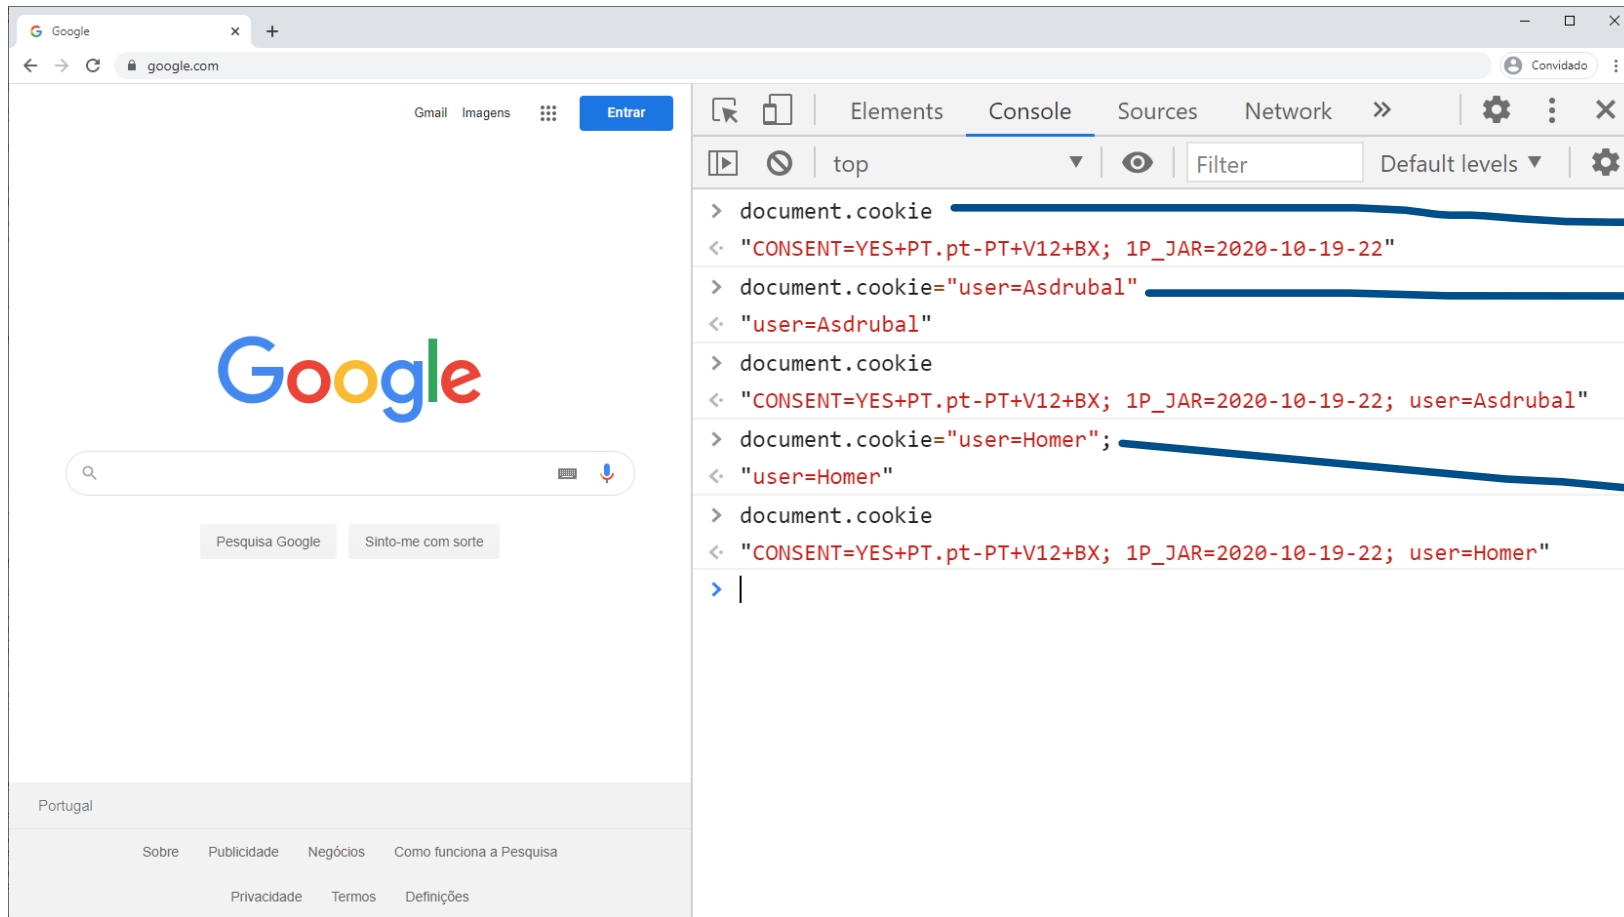 Google
google.com
Convidado
Gmail Imagens Entrar
Google
Pesquisa Google Sinto-me com sorte
Portugal
Sobre Publicidade Negócios Como funciona a Pesquisa
Privacidade Termos Definições
Elements Console Sources Network »
top Filter Default levels
> document.cookie
"CONSENT=YES+PT.pt-PT+V12+BX; 1P_JAR=2020-10-19-22"
> document.cookie="user=Asdrubal"
"user=Asdrubal"
> document.cookie
"CONSENT=YES+PT.pt-PT+V12+BX; 1P_JAR=2020-10-19-22; user=Asdrubal"
> document.cookie="user=Homer";
"user=Homer"
> document.cookie
"CONSENT=YES+PT.pt-PT+V12+BX; 1P_JAR=2020-10-19-22; user=Homer"
>